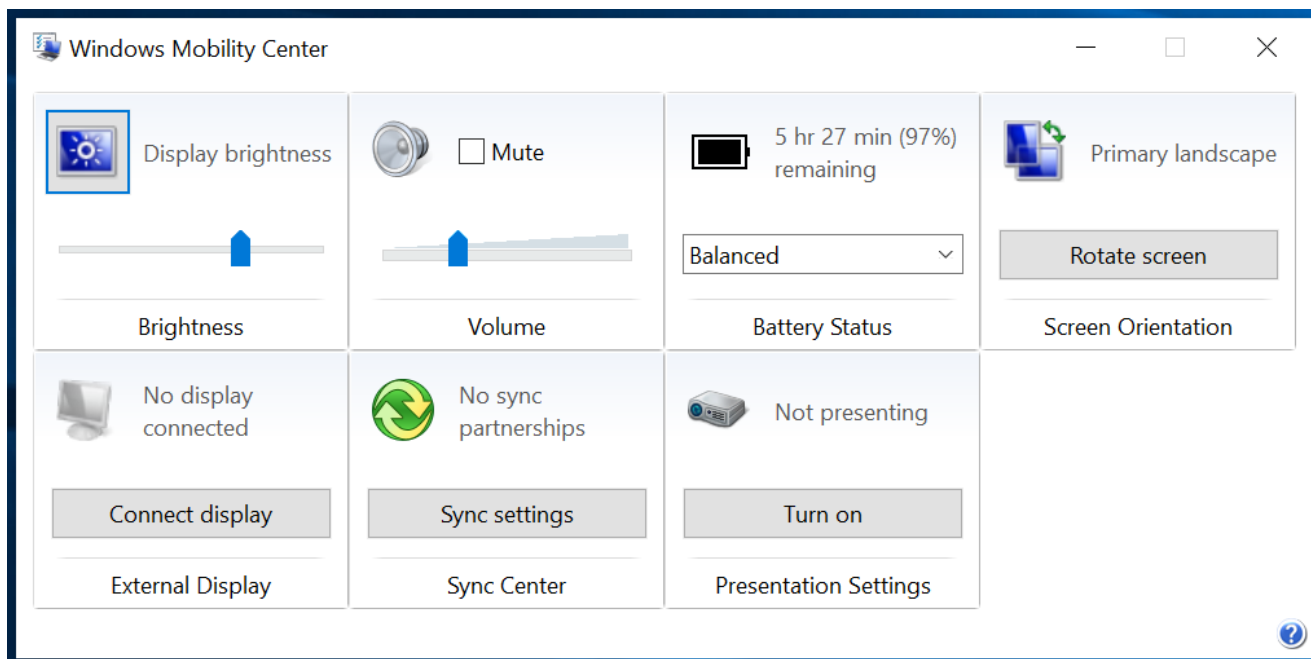 Windows Mobility Center
Display brightness
Brightness
Mute
Volume
5 hr 27 min (97%)
remaining
Balanced
Battery Status
Primary landscape
Rotate screen
Screen Orientation
No display
connected
Connect display
External Display
No sync
partnerships
Sync settings
Sync Center
Not presenting
Turn on
Presentation Settings